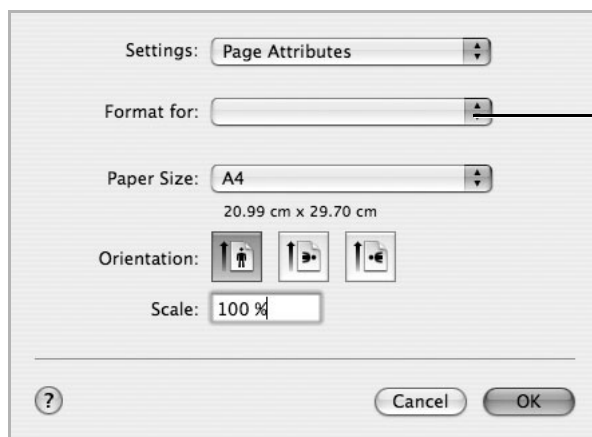 Settings: Page Attributes
Format for:
Paper Size: A4
20.99 cm x 29.70 cm
Orientation:
Scale: 100 %
? Cancel OK